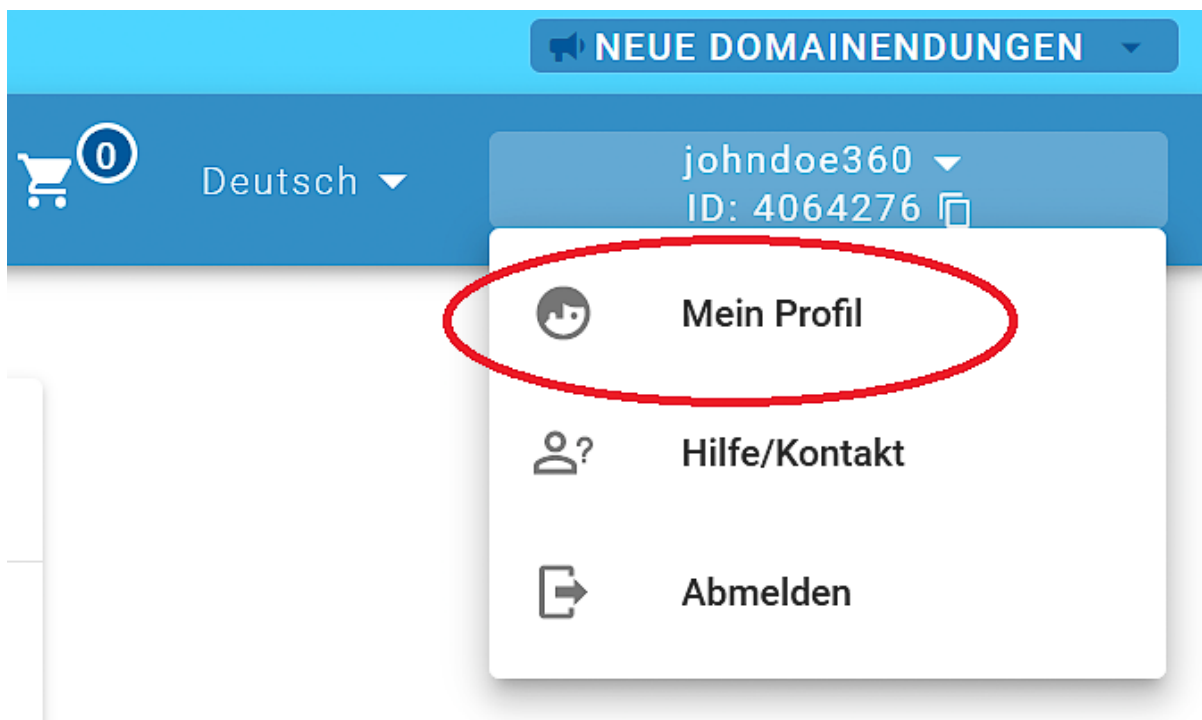 NEUE DOMAINENDUNGEN
0
Deutsch
johndoe360
ID: 4064276
Mein Profil
?
Hilfe/Kontakt
Abmelden